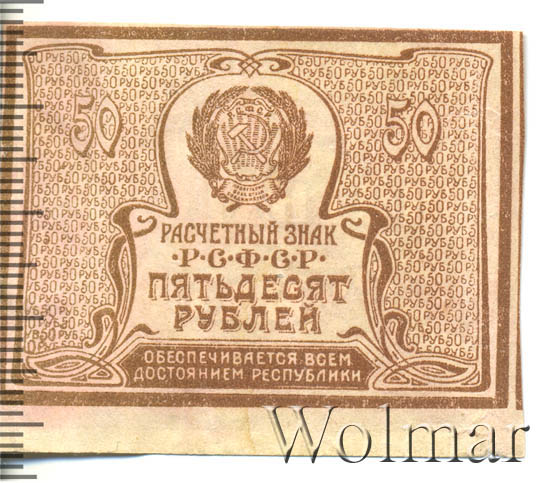 50 50
РАСЧЕТНЫЙ ЗНАК
Р·С·Ф·С·Р·
ПЯТЬДЕСЯТ
РУБЛЕЙ
ОБЕСПЕЧИВАЕТСЯ ВСЕМ
ДОСТОЯНИЕМ РЕСПУБЛИКИ
Wolmar